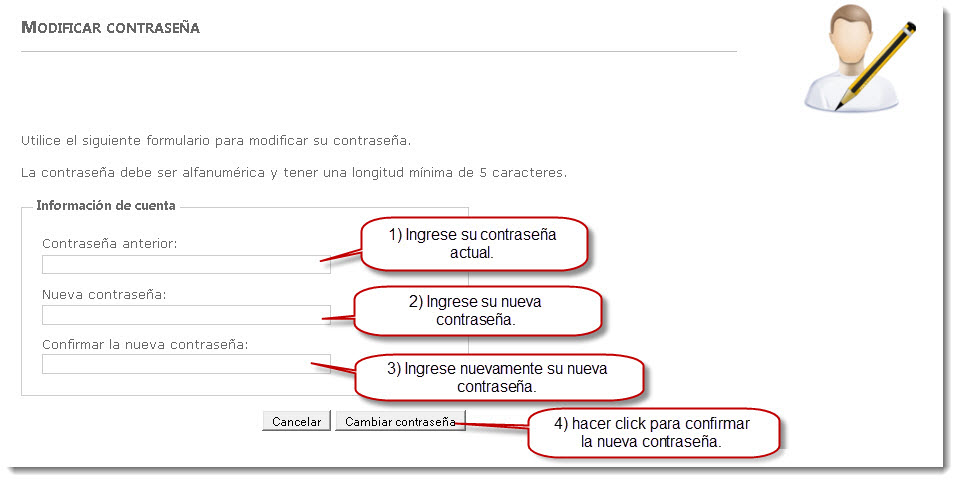 MODIFICAR CONTRASEÑA
Utilice el siguiente formulario para modificar su contraseña.
La contraseña debe ser alfanumérica y tener una longitud mínima de 5 caracteres.
Información de cuenta
Contraseña anterior:
1) Ingrese su contraseña
actual.
Nueva contraseña:
2) Ingrese su nueva
contraseña.
Confirmar la nueva contraseña:
3) Ingrese nuevamente su nueva
contraseña.
Cancelar
Cambiar contraseña
4) hacer click para confirmar
la nueva contraseña.